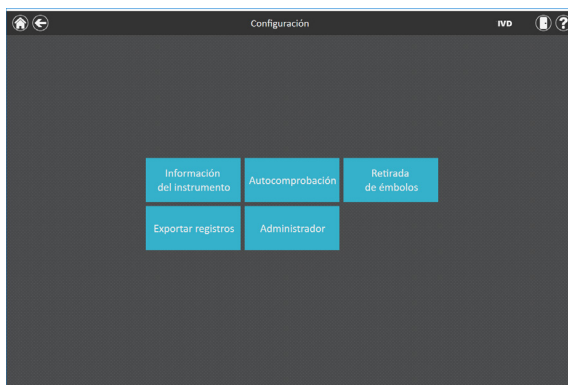 Configuración
IVD
?
Información
del instrumento
Autocomprobación
Retirada
de émbolos
Exportar registros
Administrador